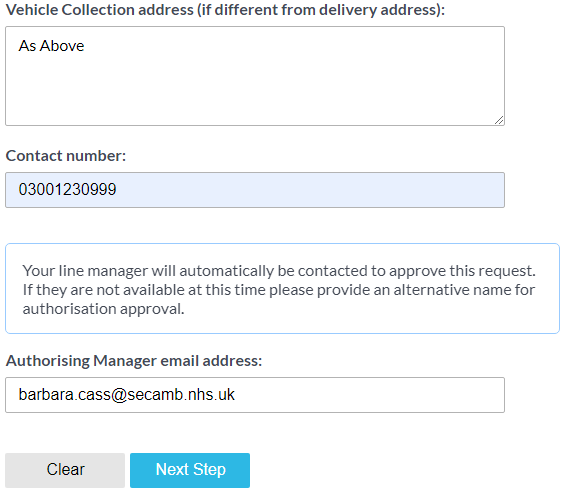 Vehicle Collection address (if different from delivery address):
As Above
Contact number:
03001230999
Your line manager will automatically be contacted to approve this request.
If they are not available at this time please provide an alternative name for
authorisation approval.
Authorising Manager email address:
barbara.cass@secamb.nhs.uk
Clear
Next Step